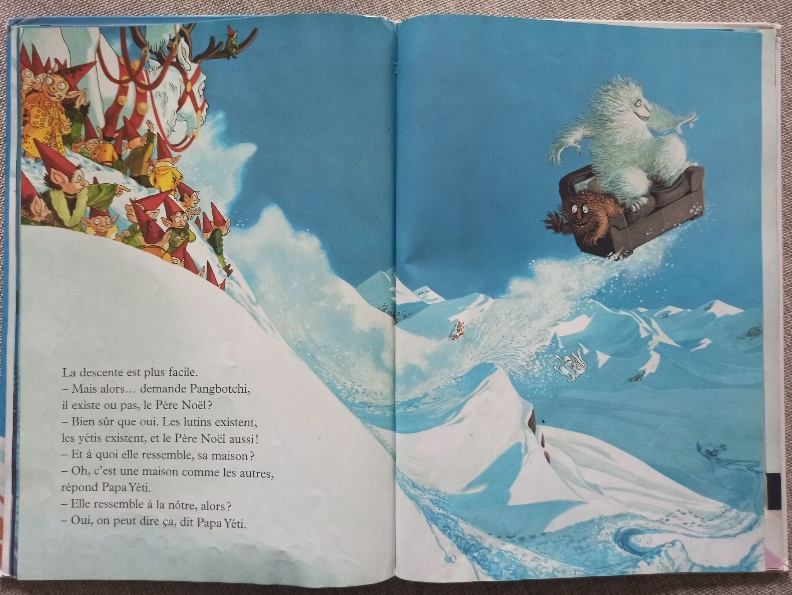 La descente est plus facile.
– Mais alors… demande Pangbotchi,
il existe ou pas, le Père Noël ?
– Bien sûr que oui. Les lutins existent,
les yétis existent, et le Père Noël aussi !
– Et à quoi elle ressemble, sa maison ?
– Oh, c'est une maison comme les autres,
répond Papa Yéti.
– Elle ressemble à la nôtre, alors ?
– Oui, on peut dire ça, dit Papa Yéti.